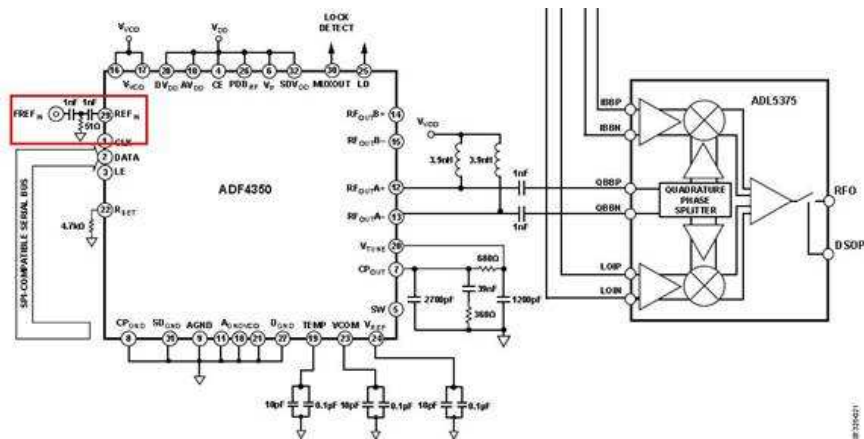 LOCK
DETECT
VVCO
VDD
16 17 28 10 4 26 6 32 30 25
VVCO DVDD AVDD CE PDBRF VP SDVDD MUXOUT LD
FREFIN 1nF 1nF 29 REFIN
51Ω
1 CLK
2 DATA
3 LE
22 RSET
4.7kΩ
SPI-COMPATIBLE SERIAL BUS
ADF4350
RFOUTB+ 14
RFOUTB– 15
RFOUTA+ 12
RFOUTA– 13
VTUNE 20
CPOUT 7
SW 5
VVCO
3.9nH 3.9nH
1nF
1nF
680Ω
39nF
2700pF 1200pF
360Ω
CPGND SDGND AGND AGNDVCO DGND TEMP VCOM VREF
8 31 9 11 18 21 27 19 23 24
10pF 0.1µF 10pF 0.1µF 10pF 0.1µF
ADL5375
IBBP
IBBN
QBBP
QBBN
LOIP
LOIN
QUADRATURE
PHASE
SPLITTER
RFO
DSOP